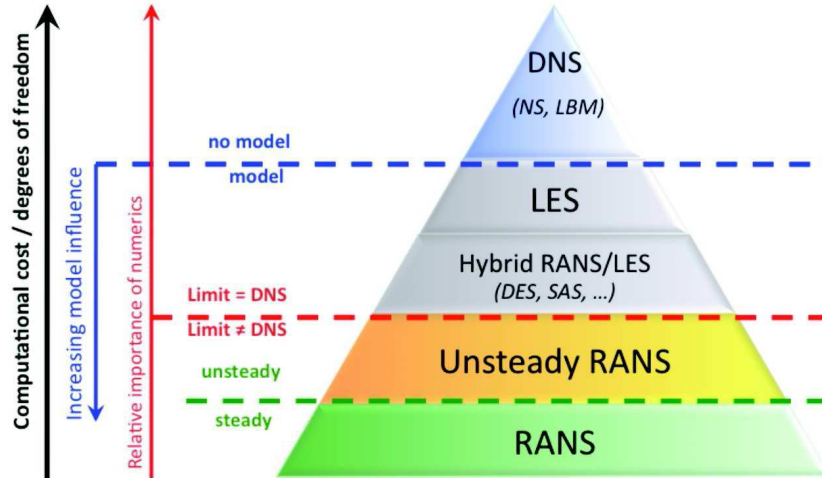 Computational cost / degrees of freedom
Increasing model influence
Relative importance of numerics
DNS
(NS, LBM)
no model
model
LES
Hybrid RANS/LES
(DES, SAS, ...)
Limit = DNS
Limit ≠ DNS
Unsteady RANS
unsteady
steady
RANS